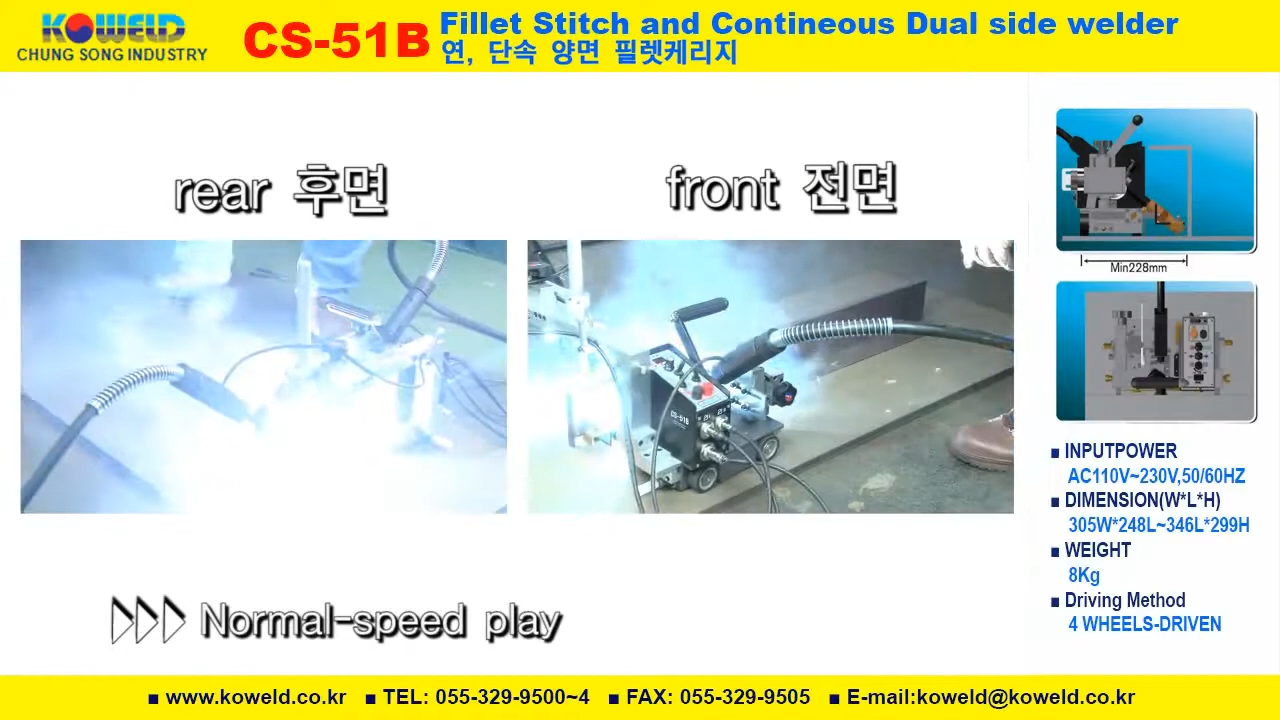 KOWELD
CHUNG SONG INDUSTRY
CS-51B
Fillet Stitch and Contineous Dual side welder
연, 단속 양면 필렛케리지
rear 후면
front 전면
CS-51B
Min228mm
■ INPUTPOWER
AC110V~230V,50/60HZ
■ DIMENSION(W*L*H)
305W*248L~346L*299H
■ WEIGHT
8Kg
■ Driving Method
4 WHEELS-DRIVEN
Normal-speed play
■ www.koweld.co.kr ■ TEL: 055-329-9500~4 ■ FAX: 055-329-9505 ■ E-mail:koweld@koweld.co.kr